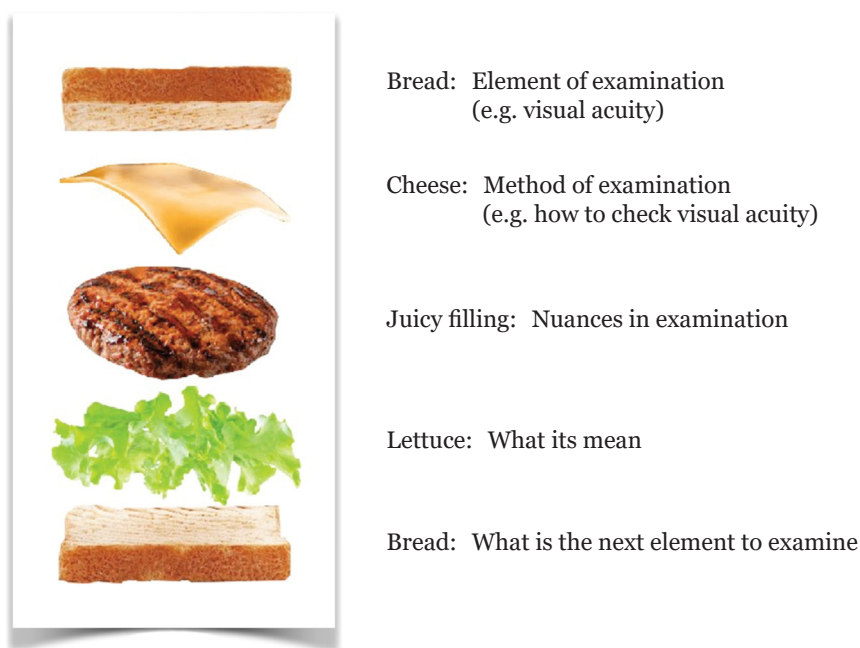 Bread: Element of examination
(e.g. visual acuity)
Cheese: Method of examination
(e.g. how to check visual acuity)
Juicy filling: Nuances in examination
Lettuce: What its mean
Bread: What is the next element to examine